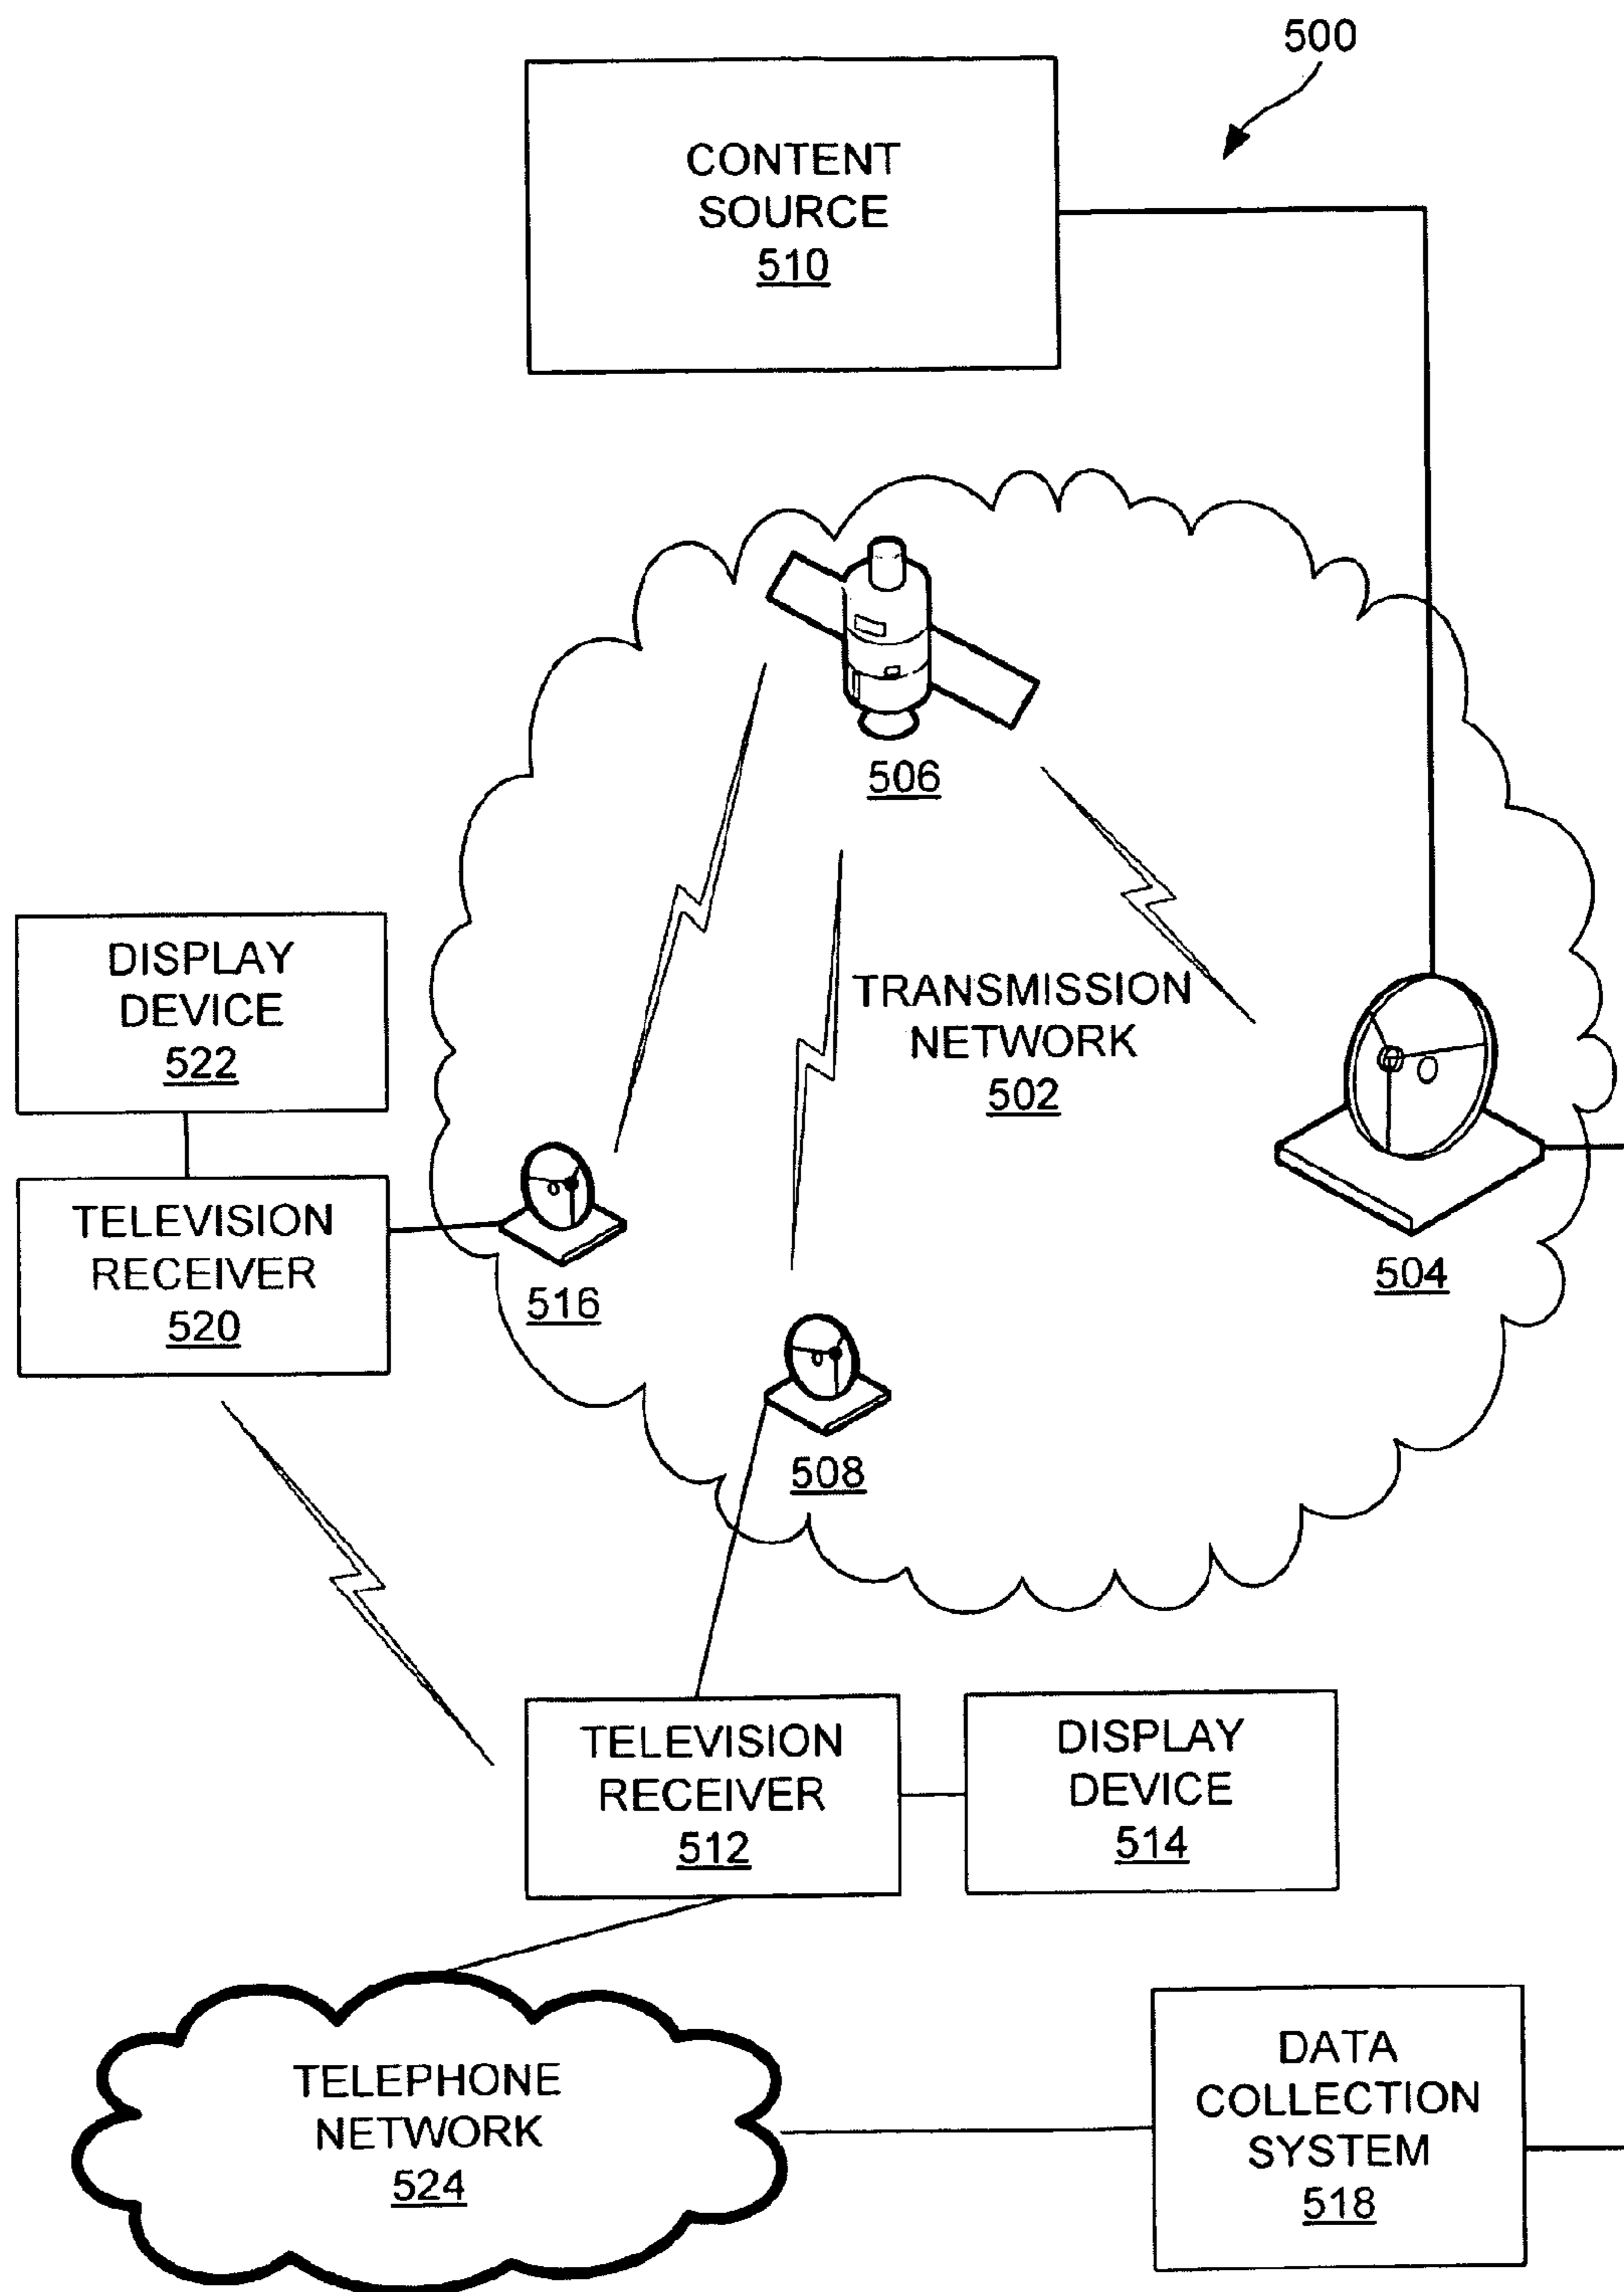 500
CONTENT
SOURCE
510
506
DISPLAY
DEVICE
522
TRANSMISSION
NETWORK
502
TELEVISION
RECEIVER
520
516
504
508
TELEVISION
RECEIVER
512
DISPLAY
DEVICE
514
TELEPHONE
NETWORK
524
DATA
COLLECTION
SYSTEM
518